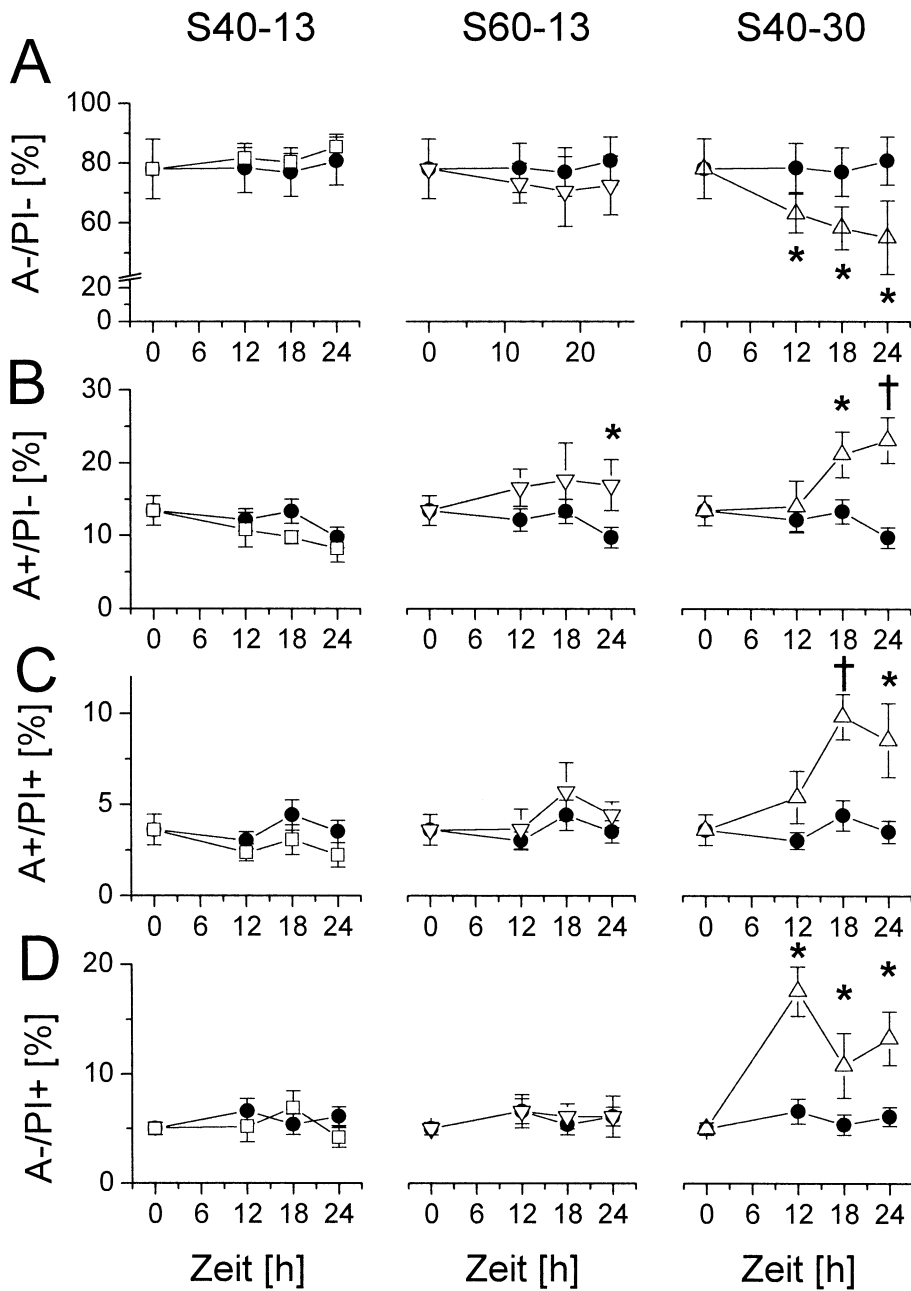 S40-13 S60-13 S40-30
A
A-/PI- [%]
100
80
60
20
0
0 6 12 18 24 0 10 20 0 6 12 18 24
B
A+/PI- [%]
30
20
10
0
* * †
0 6 12 18 24 0 6 12 18 24 0 6 12 18 24
C
A+/PI+ [%]
10
5
0
† *
0 6 12 18 24 0 6 12 18 24 0 6 12 18 24
D
A-/PI+ [%]
20
10
0
* * *
0 6 12 18 24 0 6 12 18 24 0 6 12 18 24
Zeit [h] Zeit [h] Zeit [h]